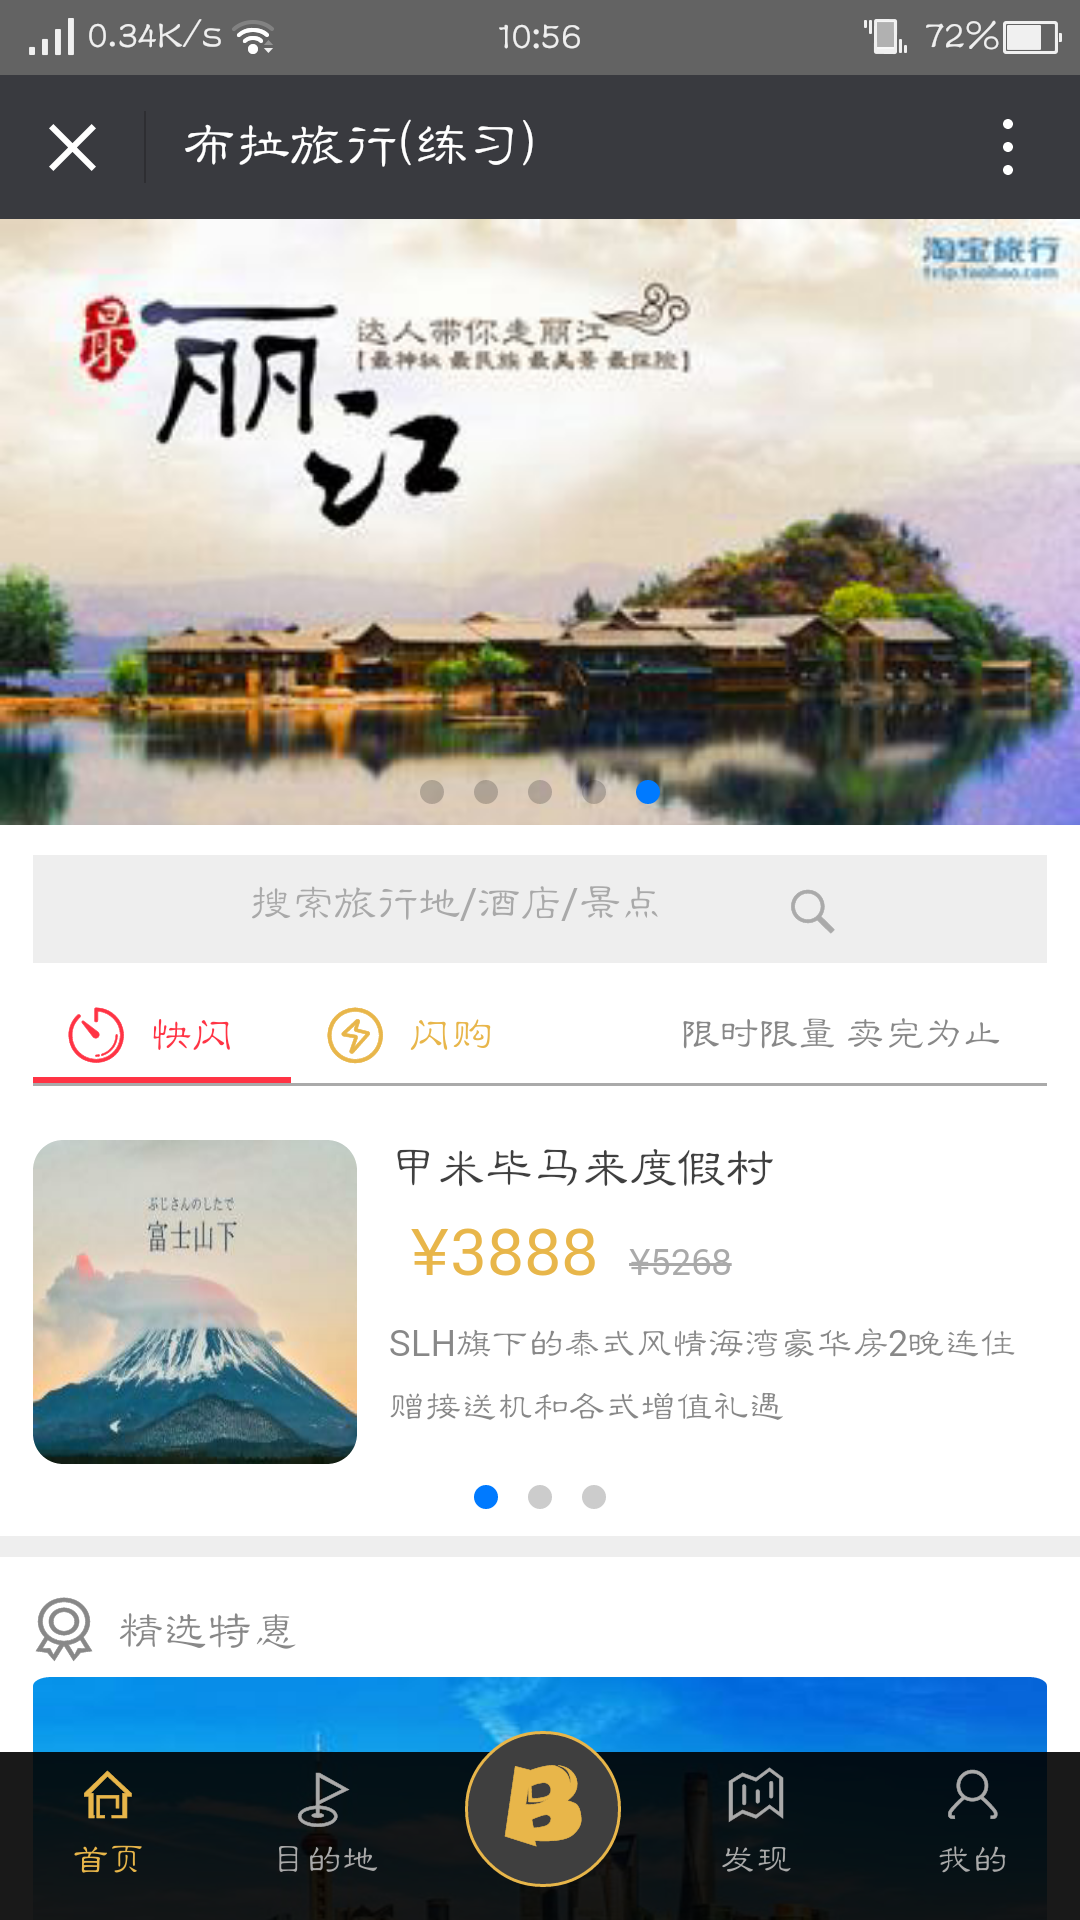 0.34K/s
10:56
72%
布拉旅行(练习)
淘宝旅行
trip.taobao.com
最
丽江
达人带你走丽江
【最神秘 最民族 最美景 最探险】
搜索旅行地/酒店/景点
快闪
闪购
限时限量 卖完为止
ふじさんのしたで
富士山下
甲米毕马来度假村
¥3888 ¥5268
SLH旗下的泰式风情海湾豪华房2晚连住
赠接送机和各式增值礼遇
精选特惠
首页
目的地
B
发现
我的